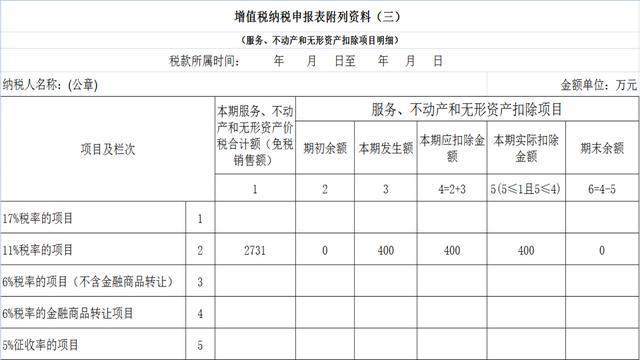 增值税纳税申报表附列资料（三）
（服务、不动产和无形资产扣除项目明细）
税款所属时间： 年 月 日至 年 月 日
纳税人名称：(公章) 金额单位：万元
项目及栏次
本期服务、不动
产和无形资产价
税合计额（免税
销售额）
服务、不动产和无形资产扣除项目
期初余额
本期发生额
本期应扣除金
额
本期实际扣除
金额
期末余额
1 2 3 4=2+3 5(5≤1且5≤4) 6=4-5
17%税率的项目 1
11%税率的项目 2 2731 0 400 400 400 0
6%税率的项目（不含金融商品转让） 3
6%税率的金融商品转让项目 4
5%征收率的项目 5